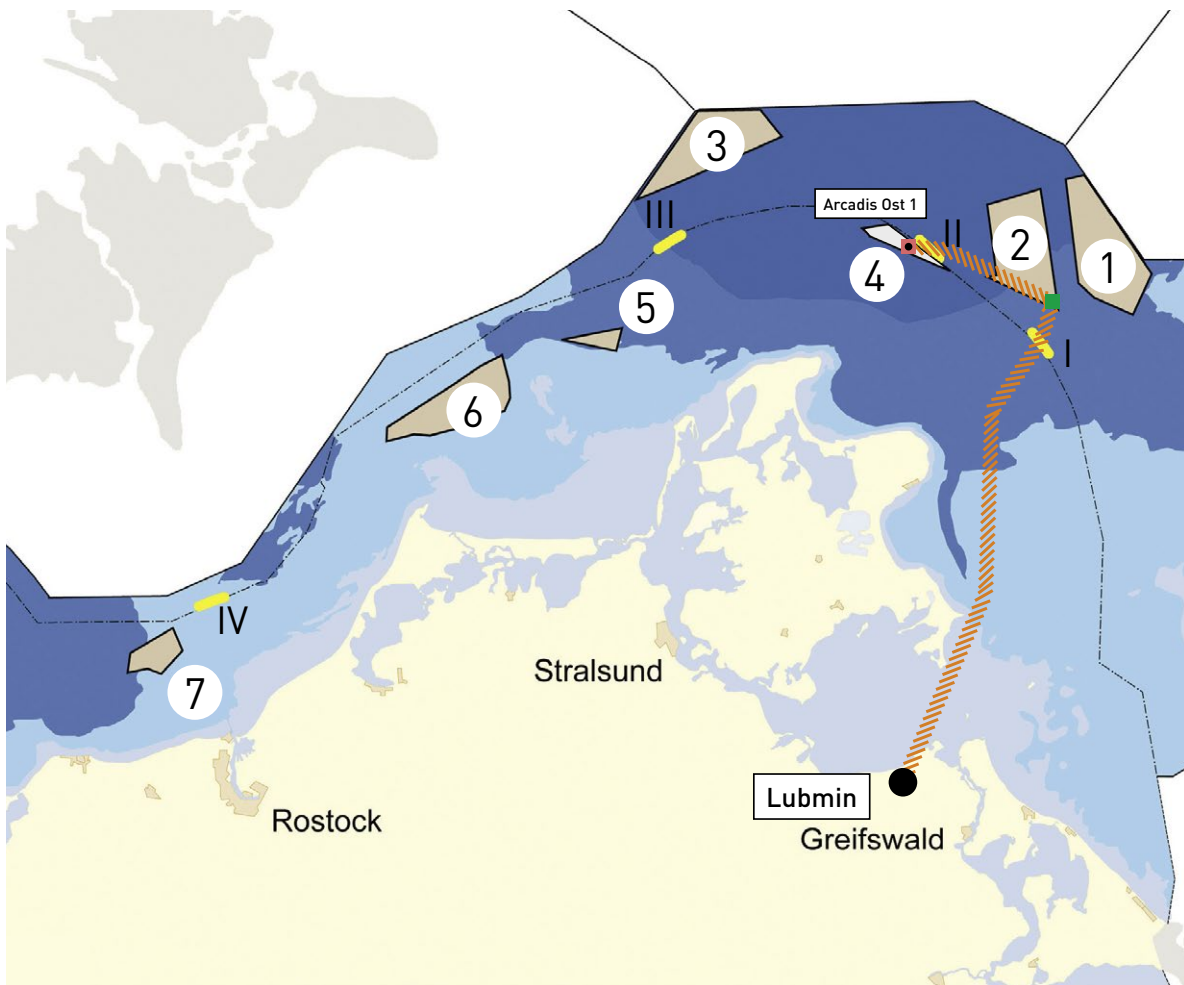 3
Arcadis Ost 1
III
II
2
1
4
5
I
6
IV
7
Stralsund
Lubmin
Rostock
Greifswald